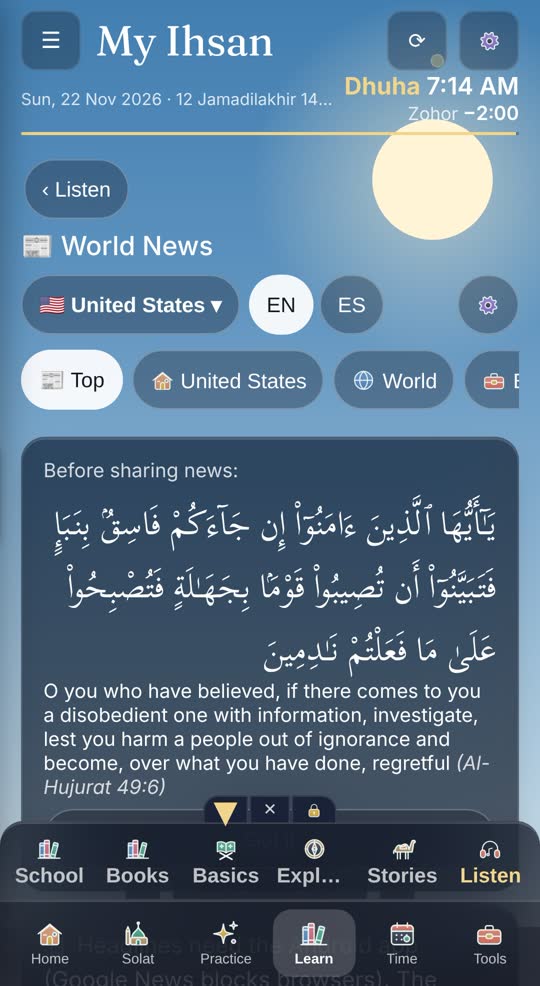 ☰ My Ihsan ⟳
Sun, 22 Nov 2026 · 12 Jamadilakhir 14...
Dhuha 7:14 AM
Zohor −2:00
‹ Listen
World News
United States ▾ EN ES
Top United States World
Before sharing news:
يَـٰٓأَيُّهَا ٱلَّذِينَ ءَامَنُوٓا۟ إِن جَآءَكُمْ فَاسِقٌۢ بِنَبَإٍ
فَتَبَيَّنُوٓا۟ أَن تُصِيبُوا۟ قَوْمًۢا بِجَهَـٰلَةٍ فَتُصْبِحُوا۟
عَلَىٰ مَا فَعَلْتُمْ نَـٰدِمِينَ
O you who have believed, if there comes to you
a disobedient one with information, investigate,
lest you harm a people out of ignorance and
become, over what you have done, regretful (Al-
Hujurat 49:6)
School Books Basics Expl... Stories Listen
Home Solat Practice Learn Time Tools
(Google News blocks browsers). The